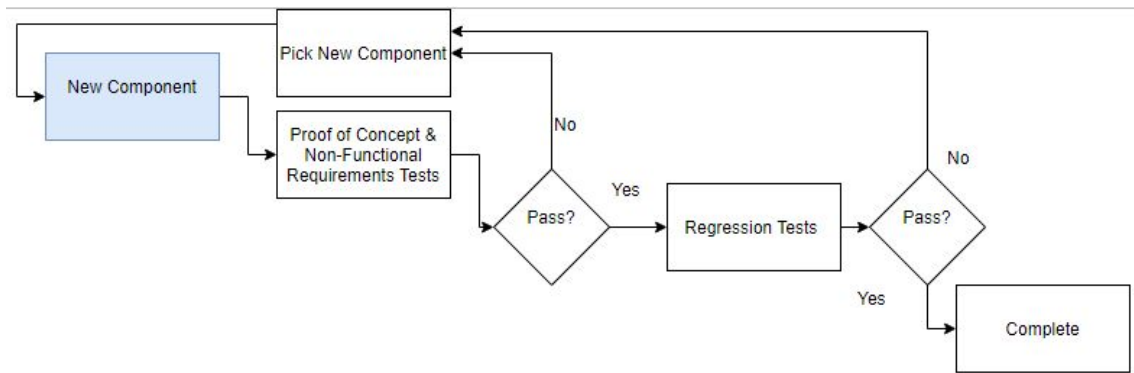 Pick New Component
New Component
Proof of Concept &
Non-Functional
Requirements Tests
No
Pass?
Yes
Regression Tests
No
Pass?
Yes
Complete